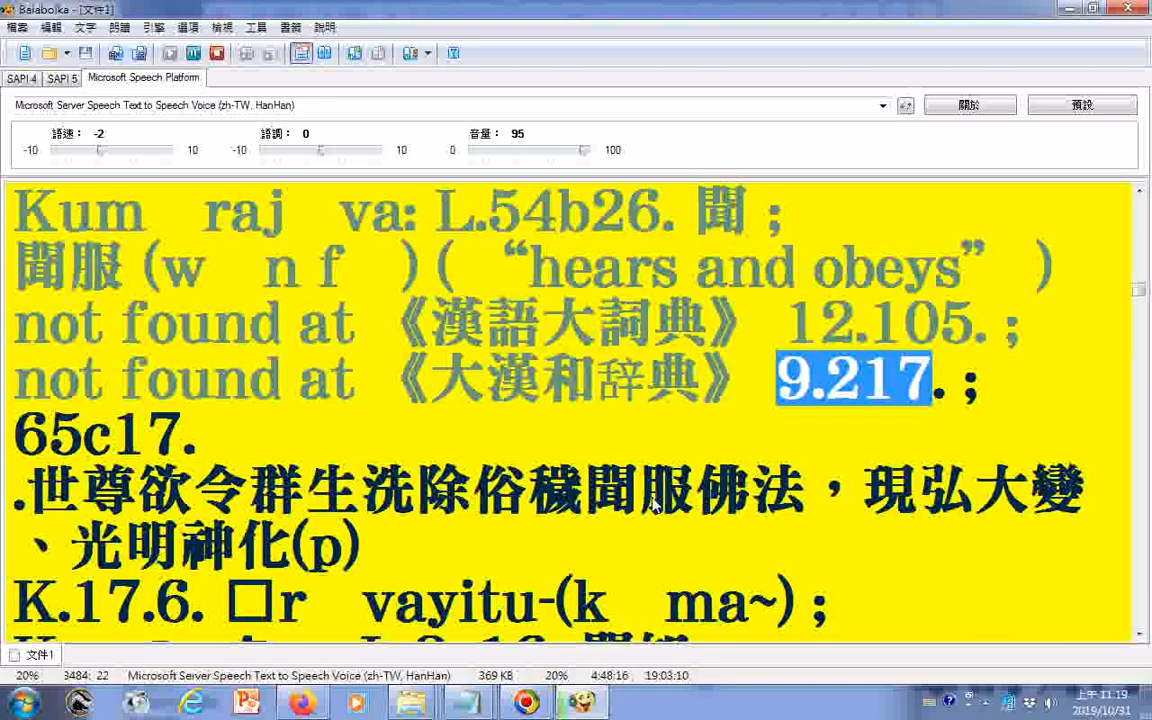 Balabolka - [文件1]
檔案 編輯 文字 朗讀 引擎 選項 檢視 工具 書籤 說明
SAPI 4 SAPI 5 Microsoft Speech Platform
Microsoft Server Speech Text to Speech Voice (zh-TW, HanHan) 關於 預設
語速： -2 語調： 0 音量： 95
-10 10 -10 10 0 100
Kum raj va: L.54b26. 聞 ;
聞服 (w n f ) ( “hears and obeys” )
not found at 《漢語大詞典》 12.105. ;
not found at 《大漢和辞典》 9.217. ;
65c17.
.世尊欲令群生洗除俗穢聞服佛法，現弘大變
、光明神化(p)
K.17.6. □r vayitu-(k ma~) ;
文件1
20% 3484: 22 Microsoft Server Speech Text to Speech Voice (zh-TW, HanHan) 369 KB 20% 4:48:16 19:03:10
上午 11:19
2019/10/31